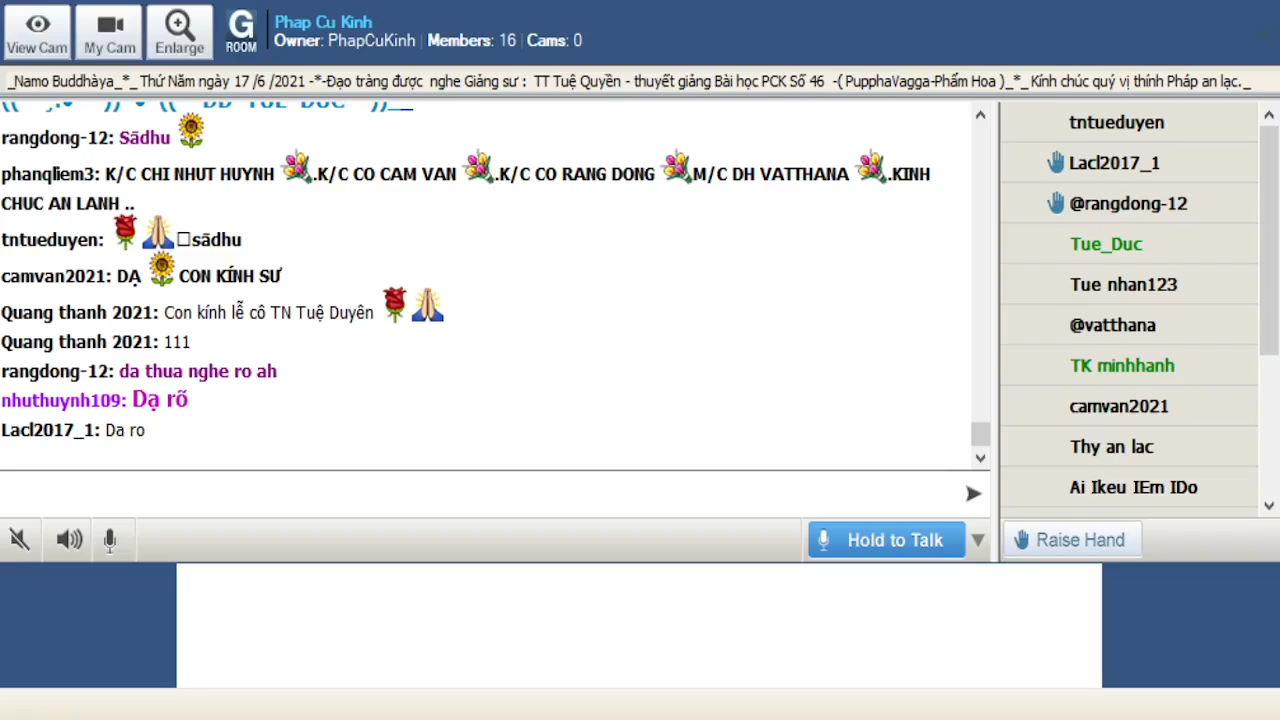 View Cam
My Cam
Enlarge
G
ROOM
Phap Cu Kinh
Owner: PhapCuKinh | Members: 16 | Cams: 0
_Namo Buddhàya_*_ Thứ Năm ngày 17 /6 /2021 -*-Đạo tràng được nghe Giảng sư : TT Tuệ Quyền - thuyết giảng Bài học PCK Số 46 -( PupphaVagga-Phẩm Hoa )_*_ Kính chúc quý vị thính Pháp an lạc._
rangdong-12: Sādhu
phanqliem3: K/C CHI NHUT HUYNH .K/C CO CAM VAN .K/C CO RANG DONG M/C DH VATTHANA .KINH
CHUC AN LANH ..
tntueduyen: sādhu
camvan2021: DẠ CON KÍNH SƯ
Quang thanh 2021: Con kính lễ cô TN Tuệ Duyên
Quang thanh 2021: 111
rangdong-12: da thua nghe ro ah
nhuthuynh109: Dạ rõ
Lacl2017_1: Da ro
tntueduyen
Lacl2017_1
@rangdong-12
Tue_Duc
Tue nhan123
@vatthana
TK minhhanh
camvan2021
Thy an lac
Ai Ikeu IEm IDo
Hold to Talk
Raise Hand